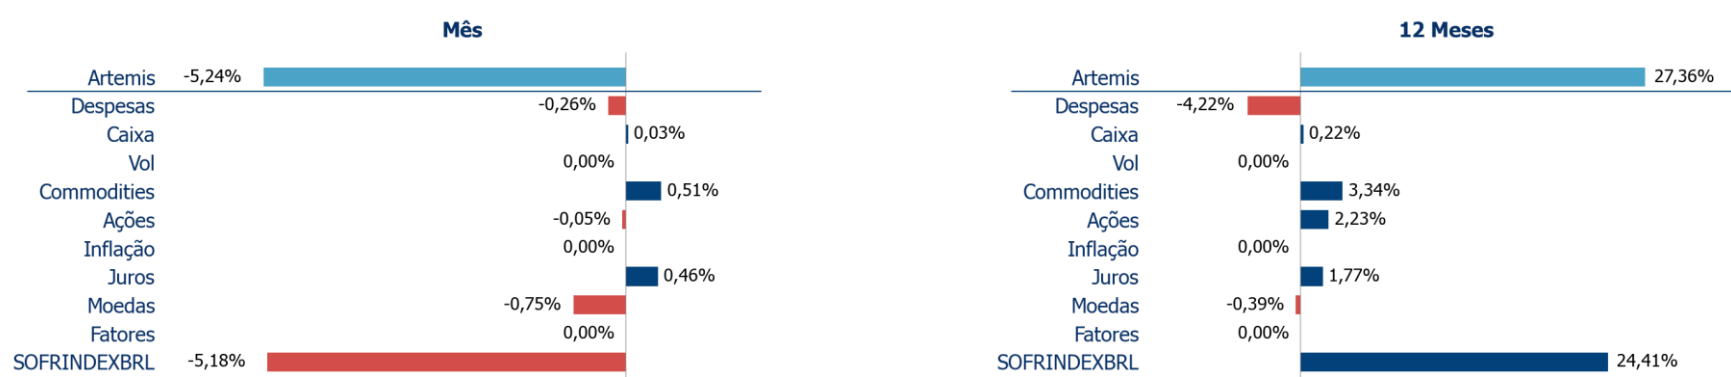 Mês
Artemis -5,24%
Despesas -0,26%
Caixa 0,03%
Vol 0,00%
Commodities 0,51%
Ações -0,05%
Inflação 0,00%
Juros 0,46%
Moedas -0,75%
Fatores 0,00%
SOFRINDEXBRL -5,18%
12 Meses
Artemis 27,36%
Despesas -4,22%
Caixa 0,22%
Vol 0,00%
Commodities 3,34%
Ações 2,23%
Inflação 0,00%
Juros 1,77%
Moedas -0,39%
Fatores 0,00%
SOFRINDEXBRL 24,41%